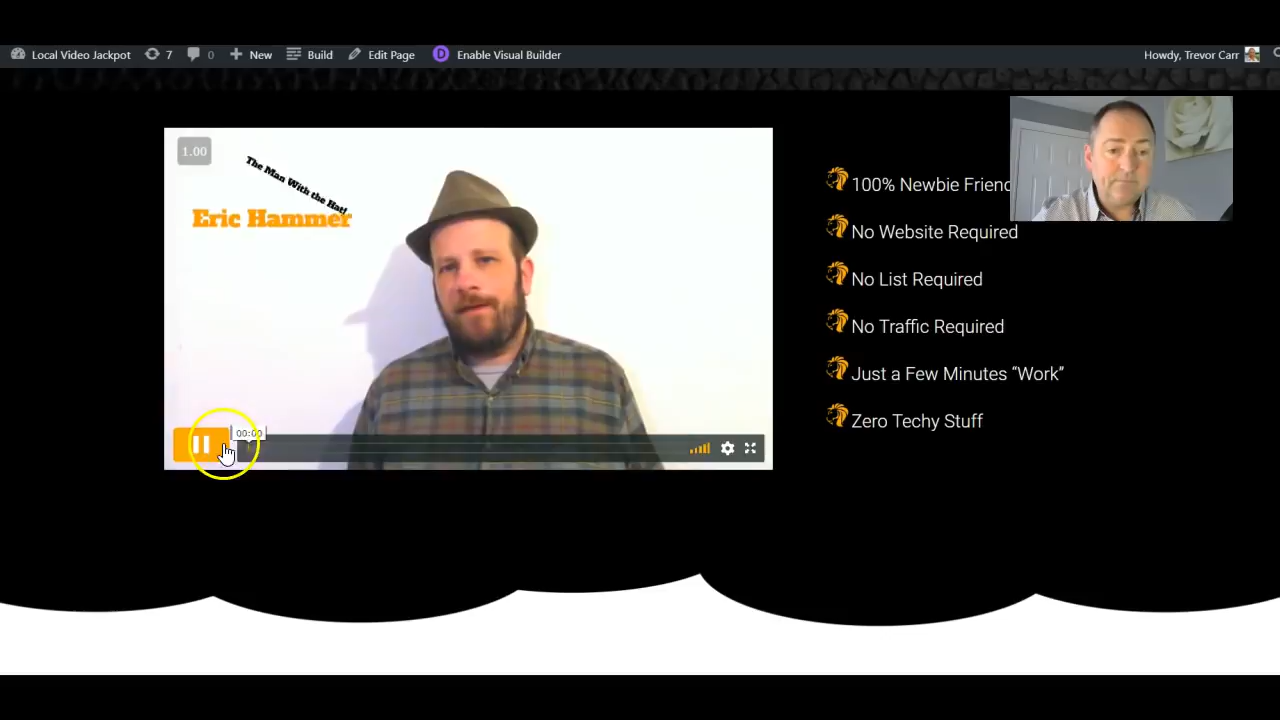 Local Video Jackpot 7 0 New Build Edit Page D Enable Visual Builder Howdy, Trevor Carr
1.00
The Man With the Hat!
Eric Hammer
100% Newbie Frienc
No Website Required
No List Required
No Traffic Required
Just a Few Minutes “Work”
Zero Techy Stuff
00:00